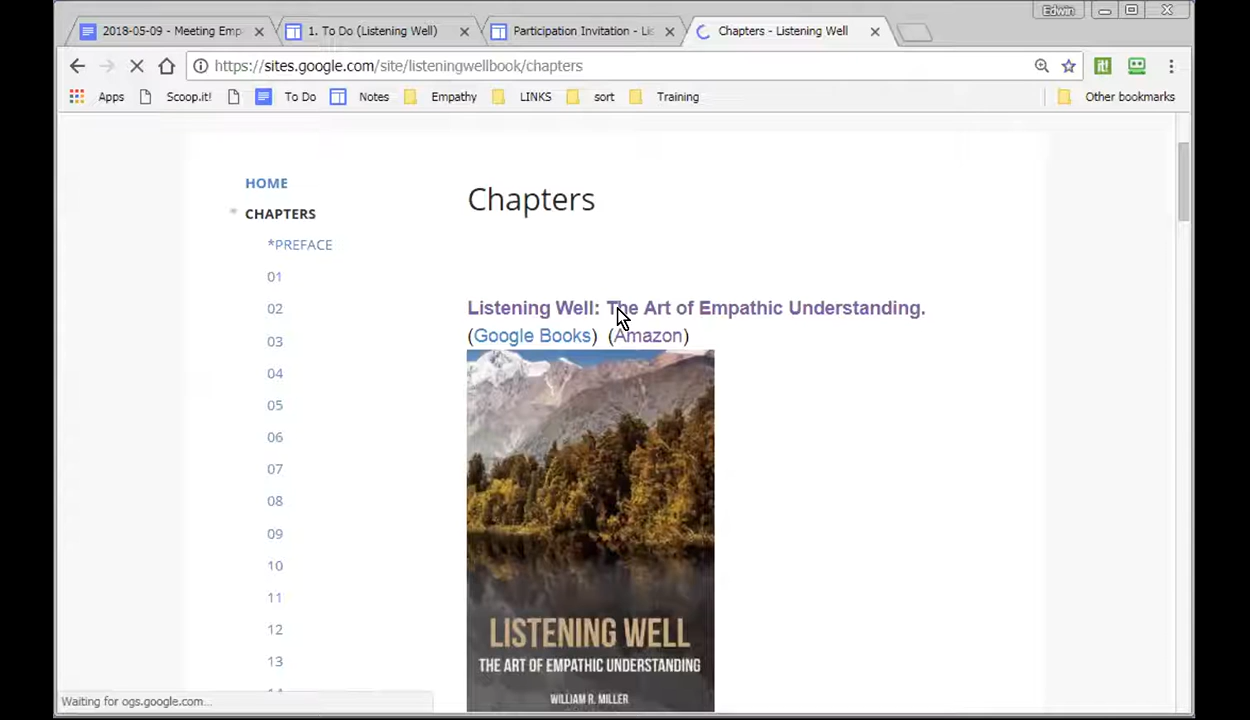 Edwin
2018-05-09 - Meeting Emp
1. To Do (Listening Well)
Participation Invitation - Lis
Chapters - Listening Well
https://sites.google.com/site/listeningwellbook/chapters
it!
Apps
Scoop.it!
To Do
Notes
Empathy
LINKS
sort
Training
Other bookmarks
HOME
CHAPTERS
*PREFACE
01
02
03
04
05
06
07
08
09
10
11
12
13
Chapters
Listening Well: The Art of Empathic Understanding.
(Google Books) (Amazon)
LISTENING WELL
THE ART OF EMPATHIC UNDERSTANDING
WILLIAM R. MILLER
Waiting for ogs.google.com...